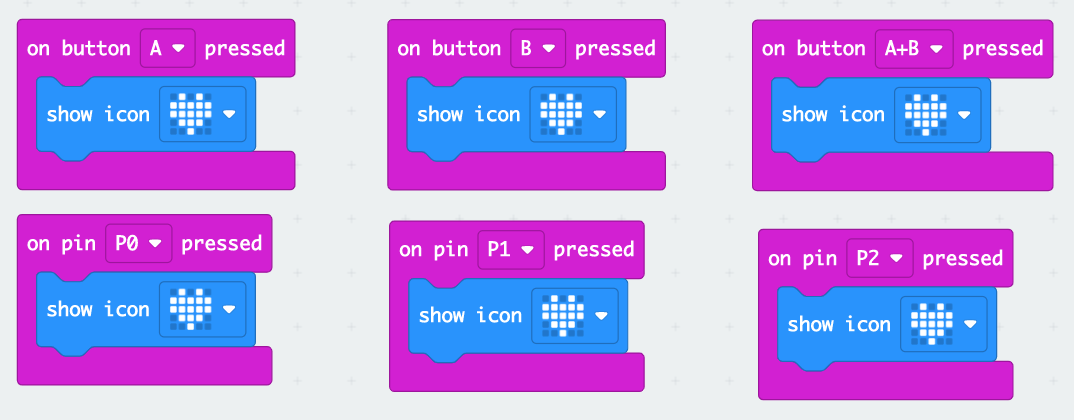 on button A pressed
show icon
on button B pressed
show icon
on button A+B pressed
show icon
on pin P0 pressed
show icon
on pin P1 pressed
show icon
on pin P2 pressed
show icon